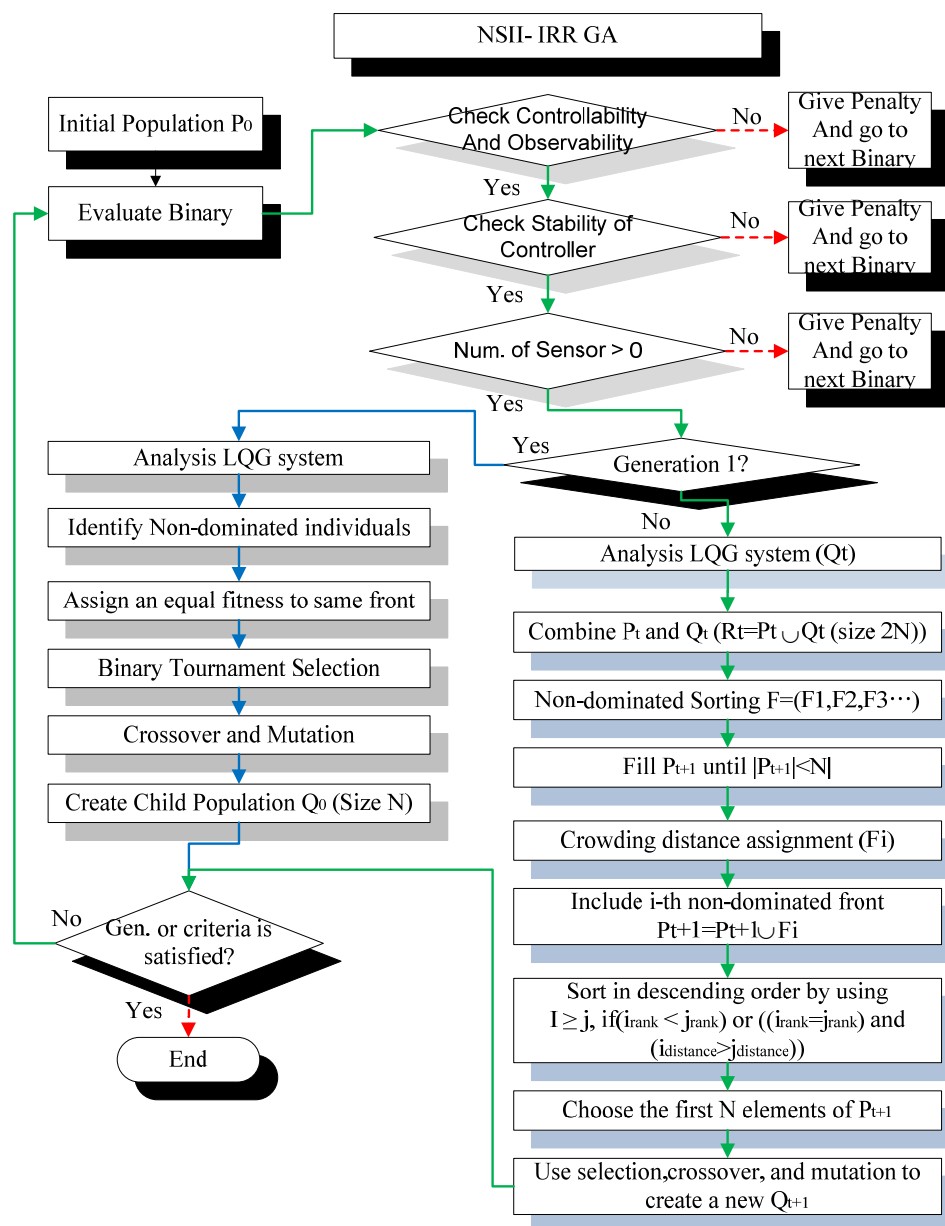 NSII- IRR GA
Initial Population P0
Evaluate Binary
Check Controllability
And Observability
No
Give Penalty
And go to
next Binary
Yes
Check Stability of
Controller
No
Give Penalty
And go to
next Binary
Yes
Num. of Sensor > 0
No
Give Penalty
And go to
next Binary
Yes
Generation 1?
Yes
No
Analysis LQG system
Identify Non-dominated individuals
Assign an equal fitness to same front
Binary Tournament Selection
Crossover and Mutation
Create Child Population Q0 (Size N)
Analysis LQG system (Qt)
Combine Pt and Qt (Rt=Pt ∪ Qt (size 2N))
Non-dominated Sorting F=(F1,F2,F3⋯)
Fill Pt+1 until |Pt+1|<N|
Crowding distance assignment (Fi)
Include i-th non-dominated front
Pt+1=Pt+1∪ Fi
Sort in descending order by using
I ≥ j, if(irank < jrank) or ((irank=jrank) and
(idistance>jdistance))
Choose the first N elements of Pt+1
Use selection,crossover, and mutation to
create a new Qt+1
Gen. or criteria is
satisfied?
No
Yes
End